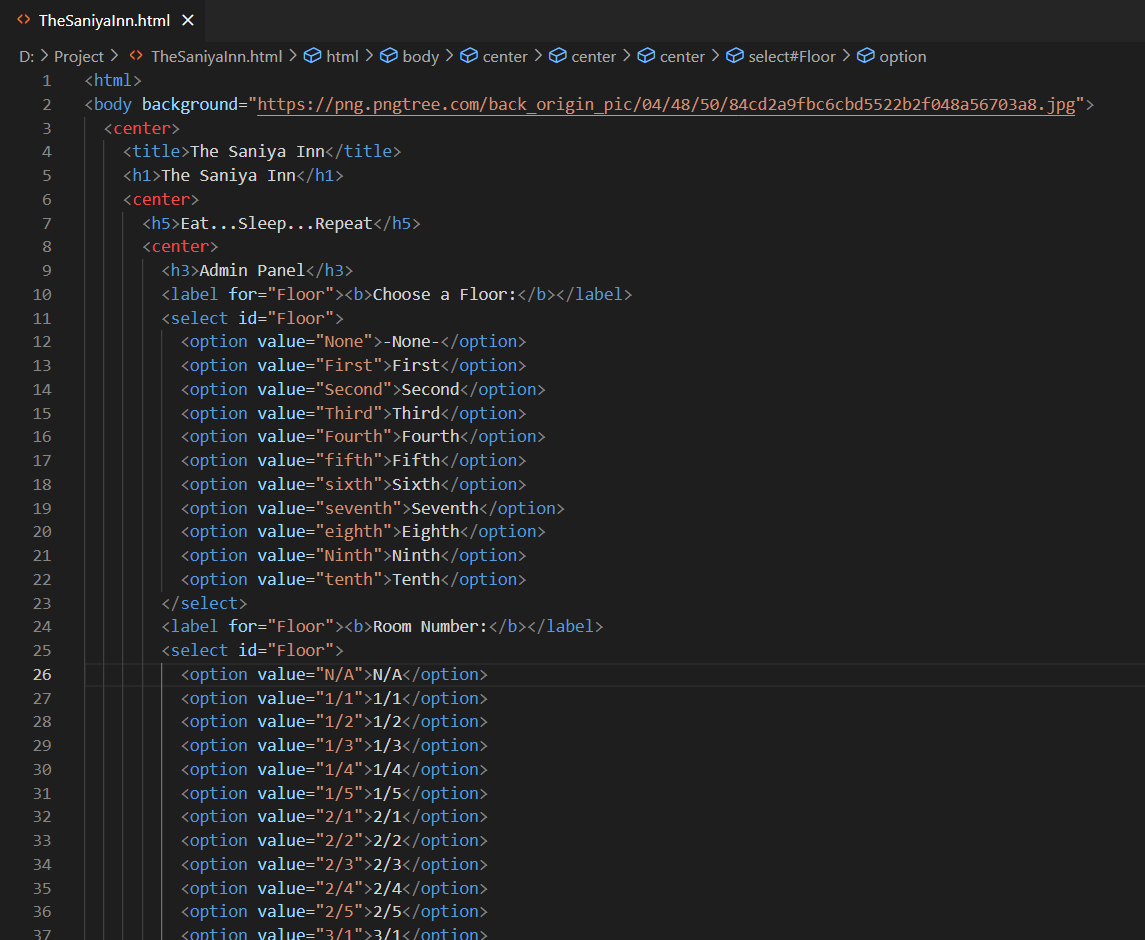 TheSaniyaInn.html
D: Project TheSaniyaInn.html html body center center center select#Floor option
1 <html>
2 <body background="https://png.pngtree.com/back_origin_pic/04/48/50/84cd2a9fbc6cbd5522b2f048a56703a8.jpg">
3 <center>
4 <title>The Saniya Inn</title>
5 <h1>The Saniya Inn</h1>
6 <center>
7 <h5>Eat...Sleep...Repeat</h5>
8 <center>
9 <h3>Admin Panel</h3>
10 <label for="Floor"><b>Choose a Floor:</b></label>
11 <select id="Floor">
12 <option value="None">-None-</option>
13 <option value="First">First</option>
14 <option value="Second">Second</option>
15 <option value="Third">Third</option>
16 <option value="Fourth">Fourth</option>
17 <option value="fifth">Fifth</option>
18 <option value="sixth">Sixth</option>
19 <option value="seventh">Seventh</option>
20 <option value="eighth">Eighth</option>
21 <option value="Ninth">Ninth</option>
22 <option value="tenth">Tenth</option>
23 </select>
24 <label for="Floor"><b>Room Number:</b></label>
25 <select id="Floor">
26 <option value="N/A">N/A</option>
27 <option value="1/1">1/1</option>
28 <option value="1/2">1/2</option>
29 <option value="1/3">1/3</option>
30 <option value="1/4">1/4</option>
31 <option value="1/5">1/5</option>
32 <option value="2/1">2/1</option>
33 <option value="2/2">2/2</option>
34 <option value="2/3">2/3</option>
35 <option value="2/4">2/4</option>
36 <option value="2/5">2/5</option>
37 <option value="3/1">3/1</option>